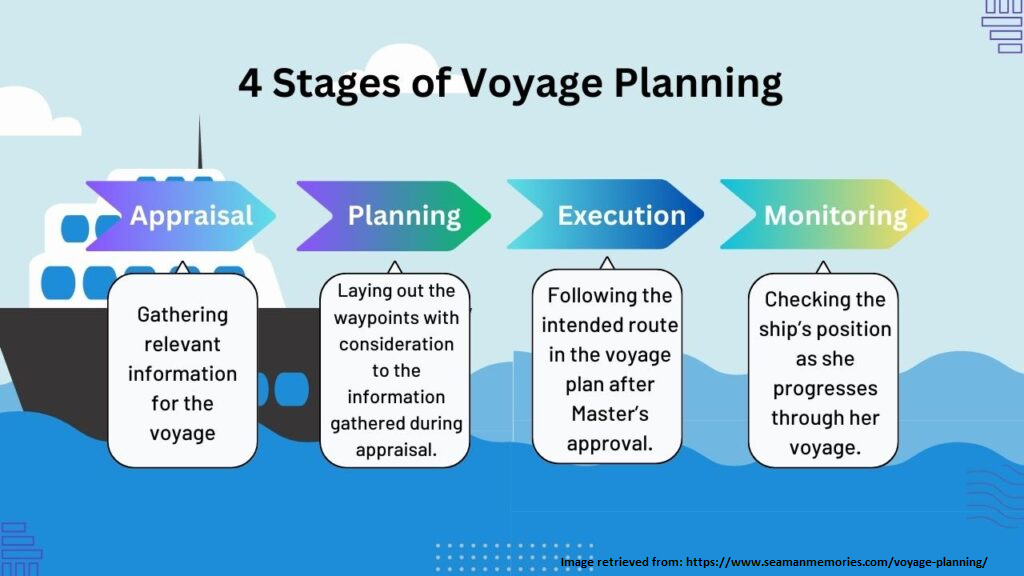 4 Stages of Voyage Planning
Appraisal
Gathering
relevant
information
for the
voyage
Planning
Laying out the
waypoints with
consideration
to the
information
gathered during
appraisal.
Execution
Following the
intended route
in the voyage
plan after
Master’s
approval.
Monitoring
Checking the
ship’s position
as she
progresses
through her
voyage.
Image retrieved from: https://www.seamanmemories.com/voyage-planning/